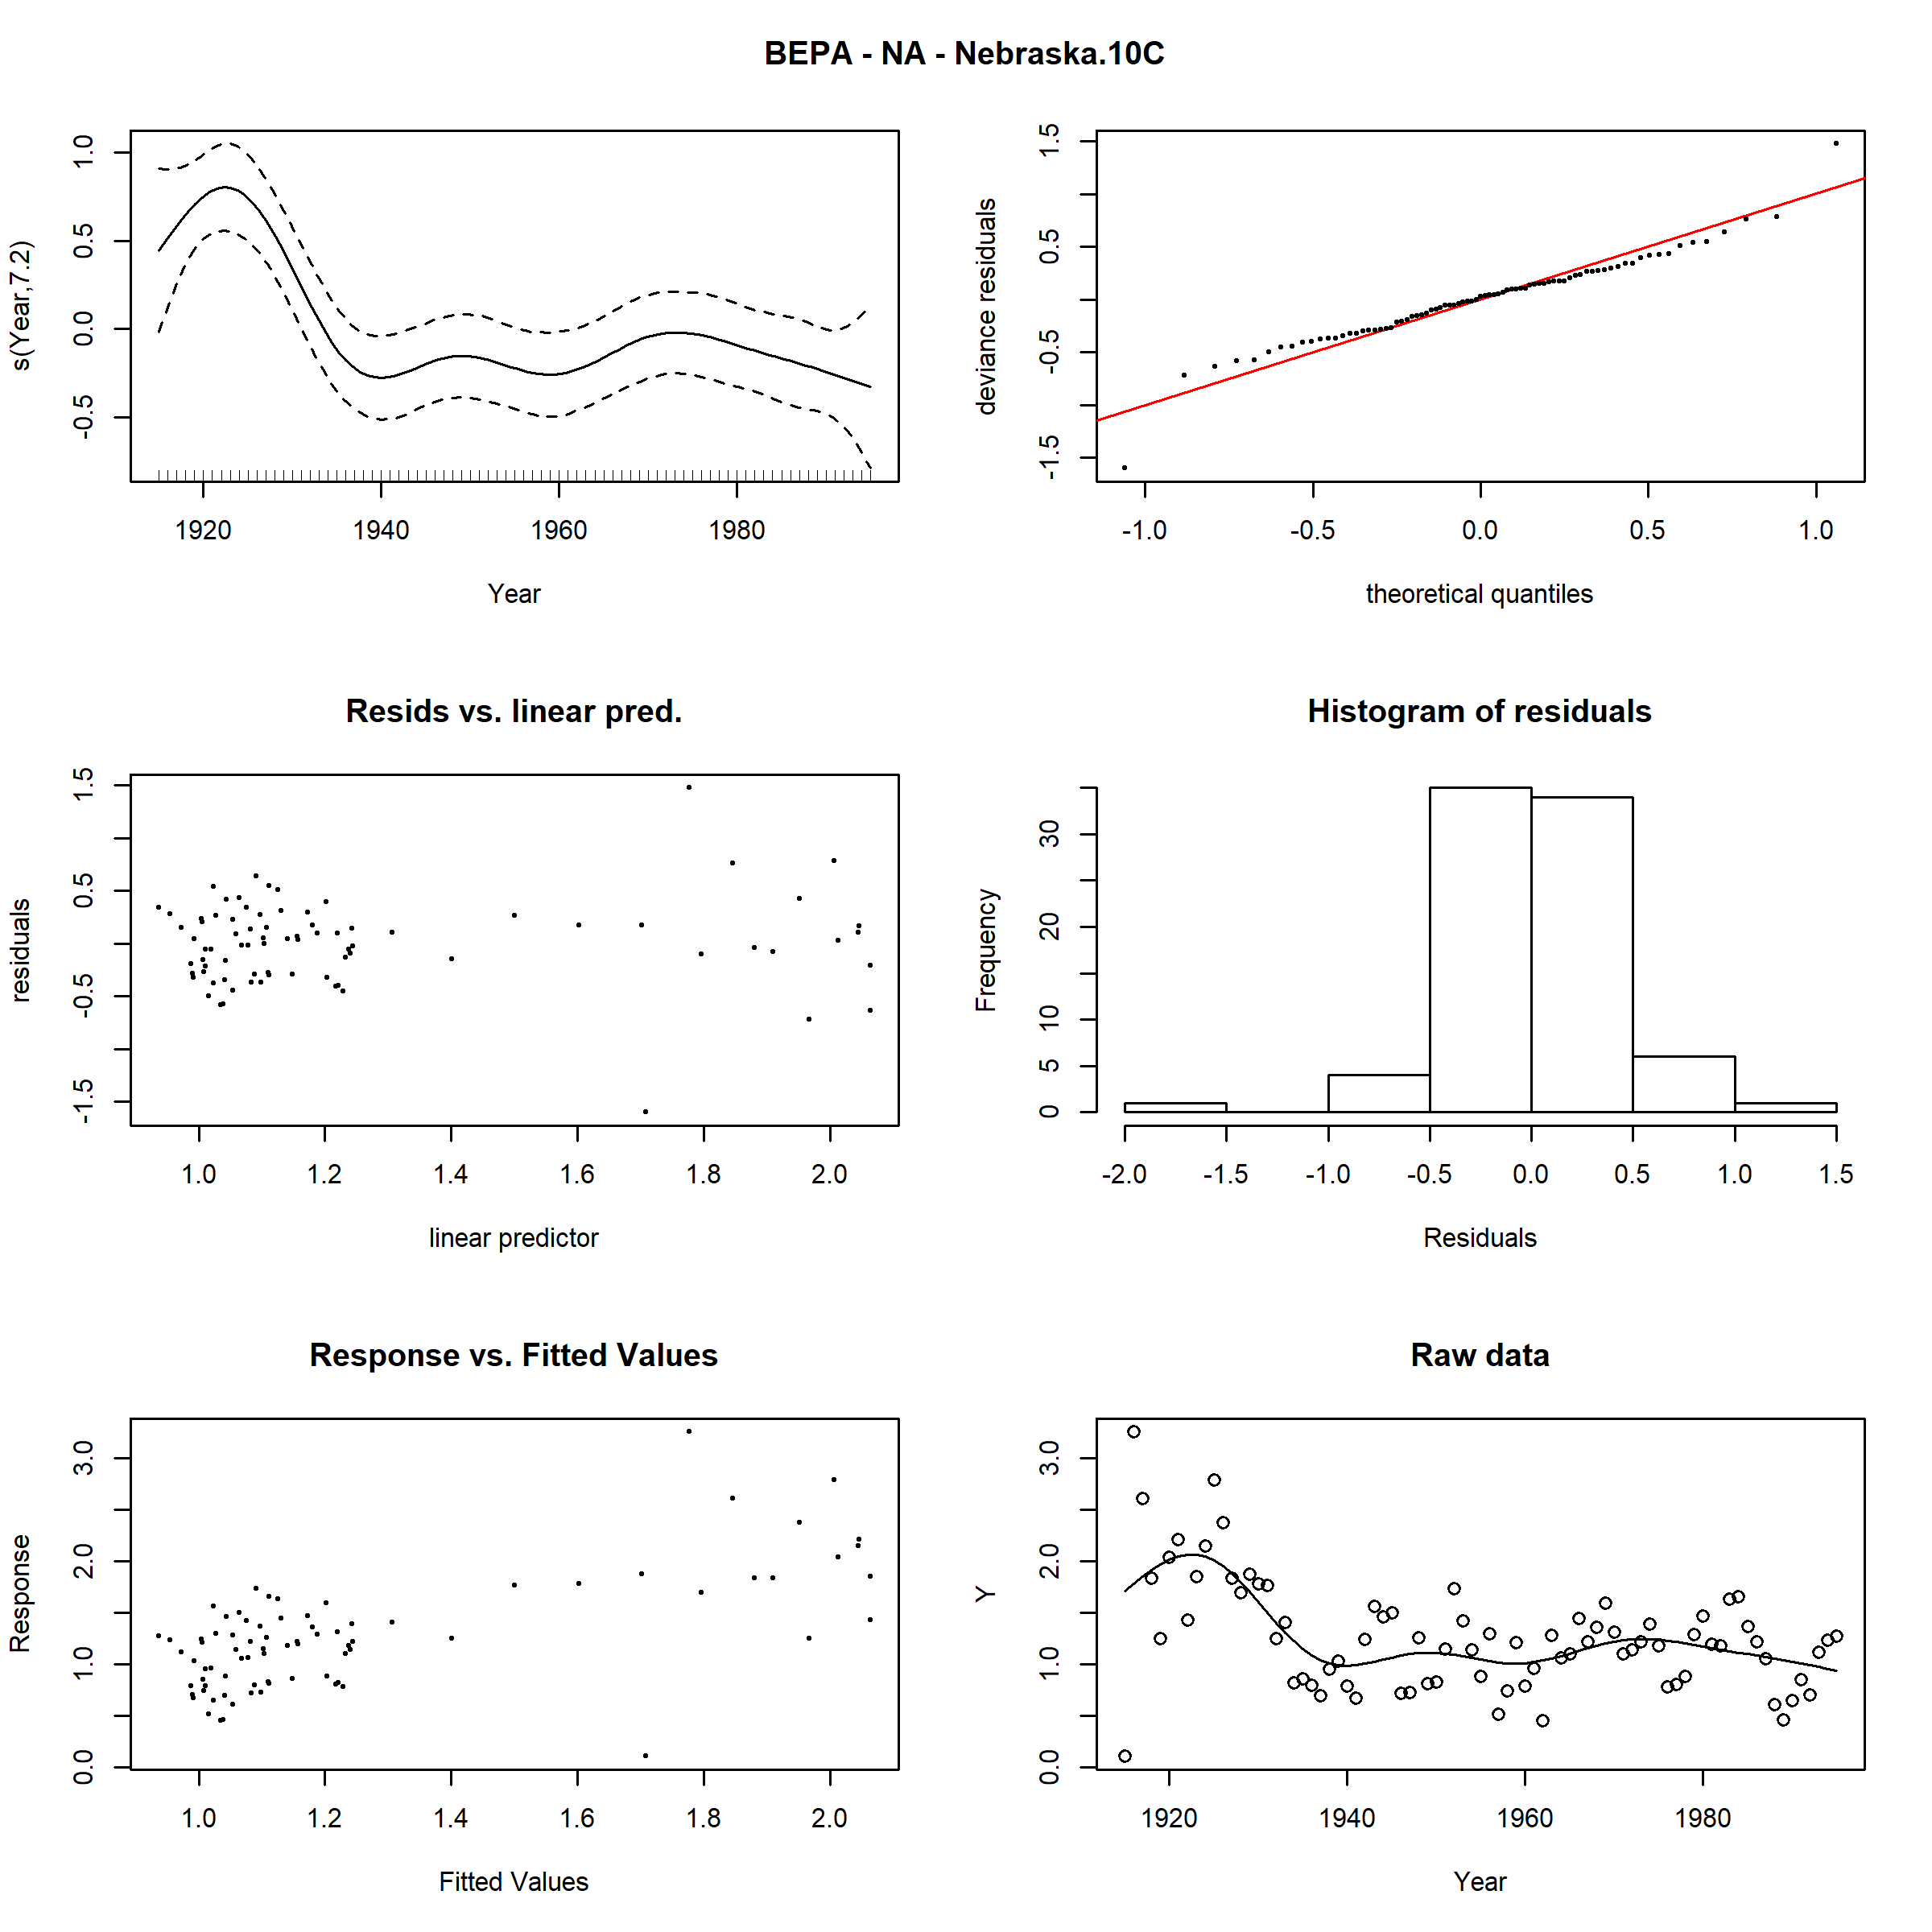 BEPA - NA - Nebraska.10C
s(Year,7.2)
1.0
0.5
0.0
-0.5
1920 1940 1960 1980
Year
deviance residuals
1.5
0.5
-0.5
-1.5
-1.0 -0.5 0.0 0.5 1.0
theoretical quantiles
Resids vs. linear pred.
residuals
1.5
0.5
-0.5
-1.5
1.0 1.2 1.4 1.6 1.8 2.0
linear predictor
Histogram of residuals
Frequency
30
20
10
5
0
-2.0 -1.5 -1.0 -0.5 0.0 0.5 1.0 1.5
Residuals
Response vs. Fitted Values
Response
3.0
2.0
1.0
0.0
1.0 1.2 1.4 1.6 1.8 2.0
Fitted Values
Raw data
Y
3.0
2.0
1.0
0.0
1920 1940 1960 1980
Year